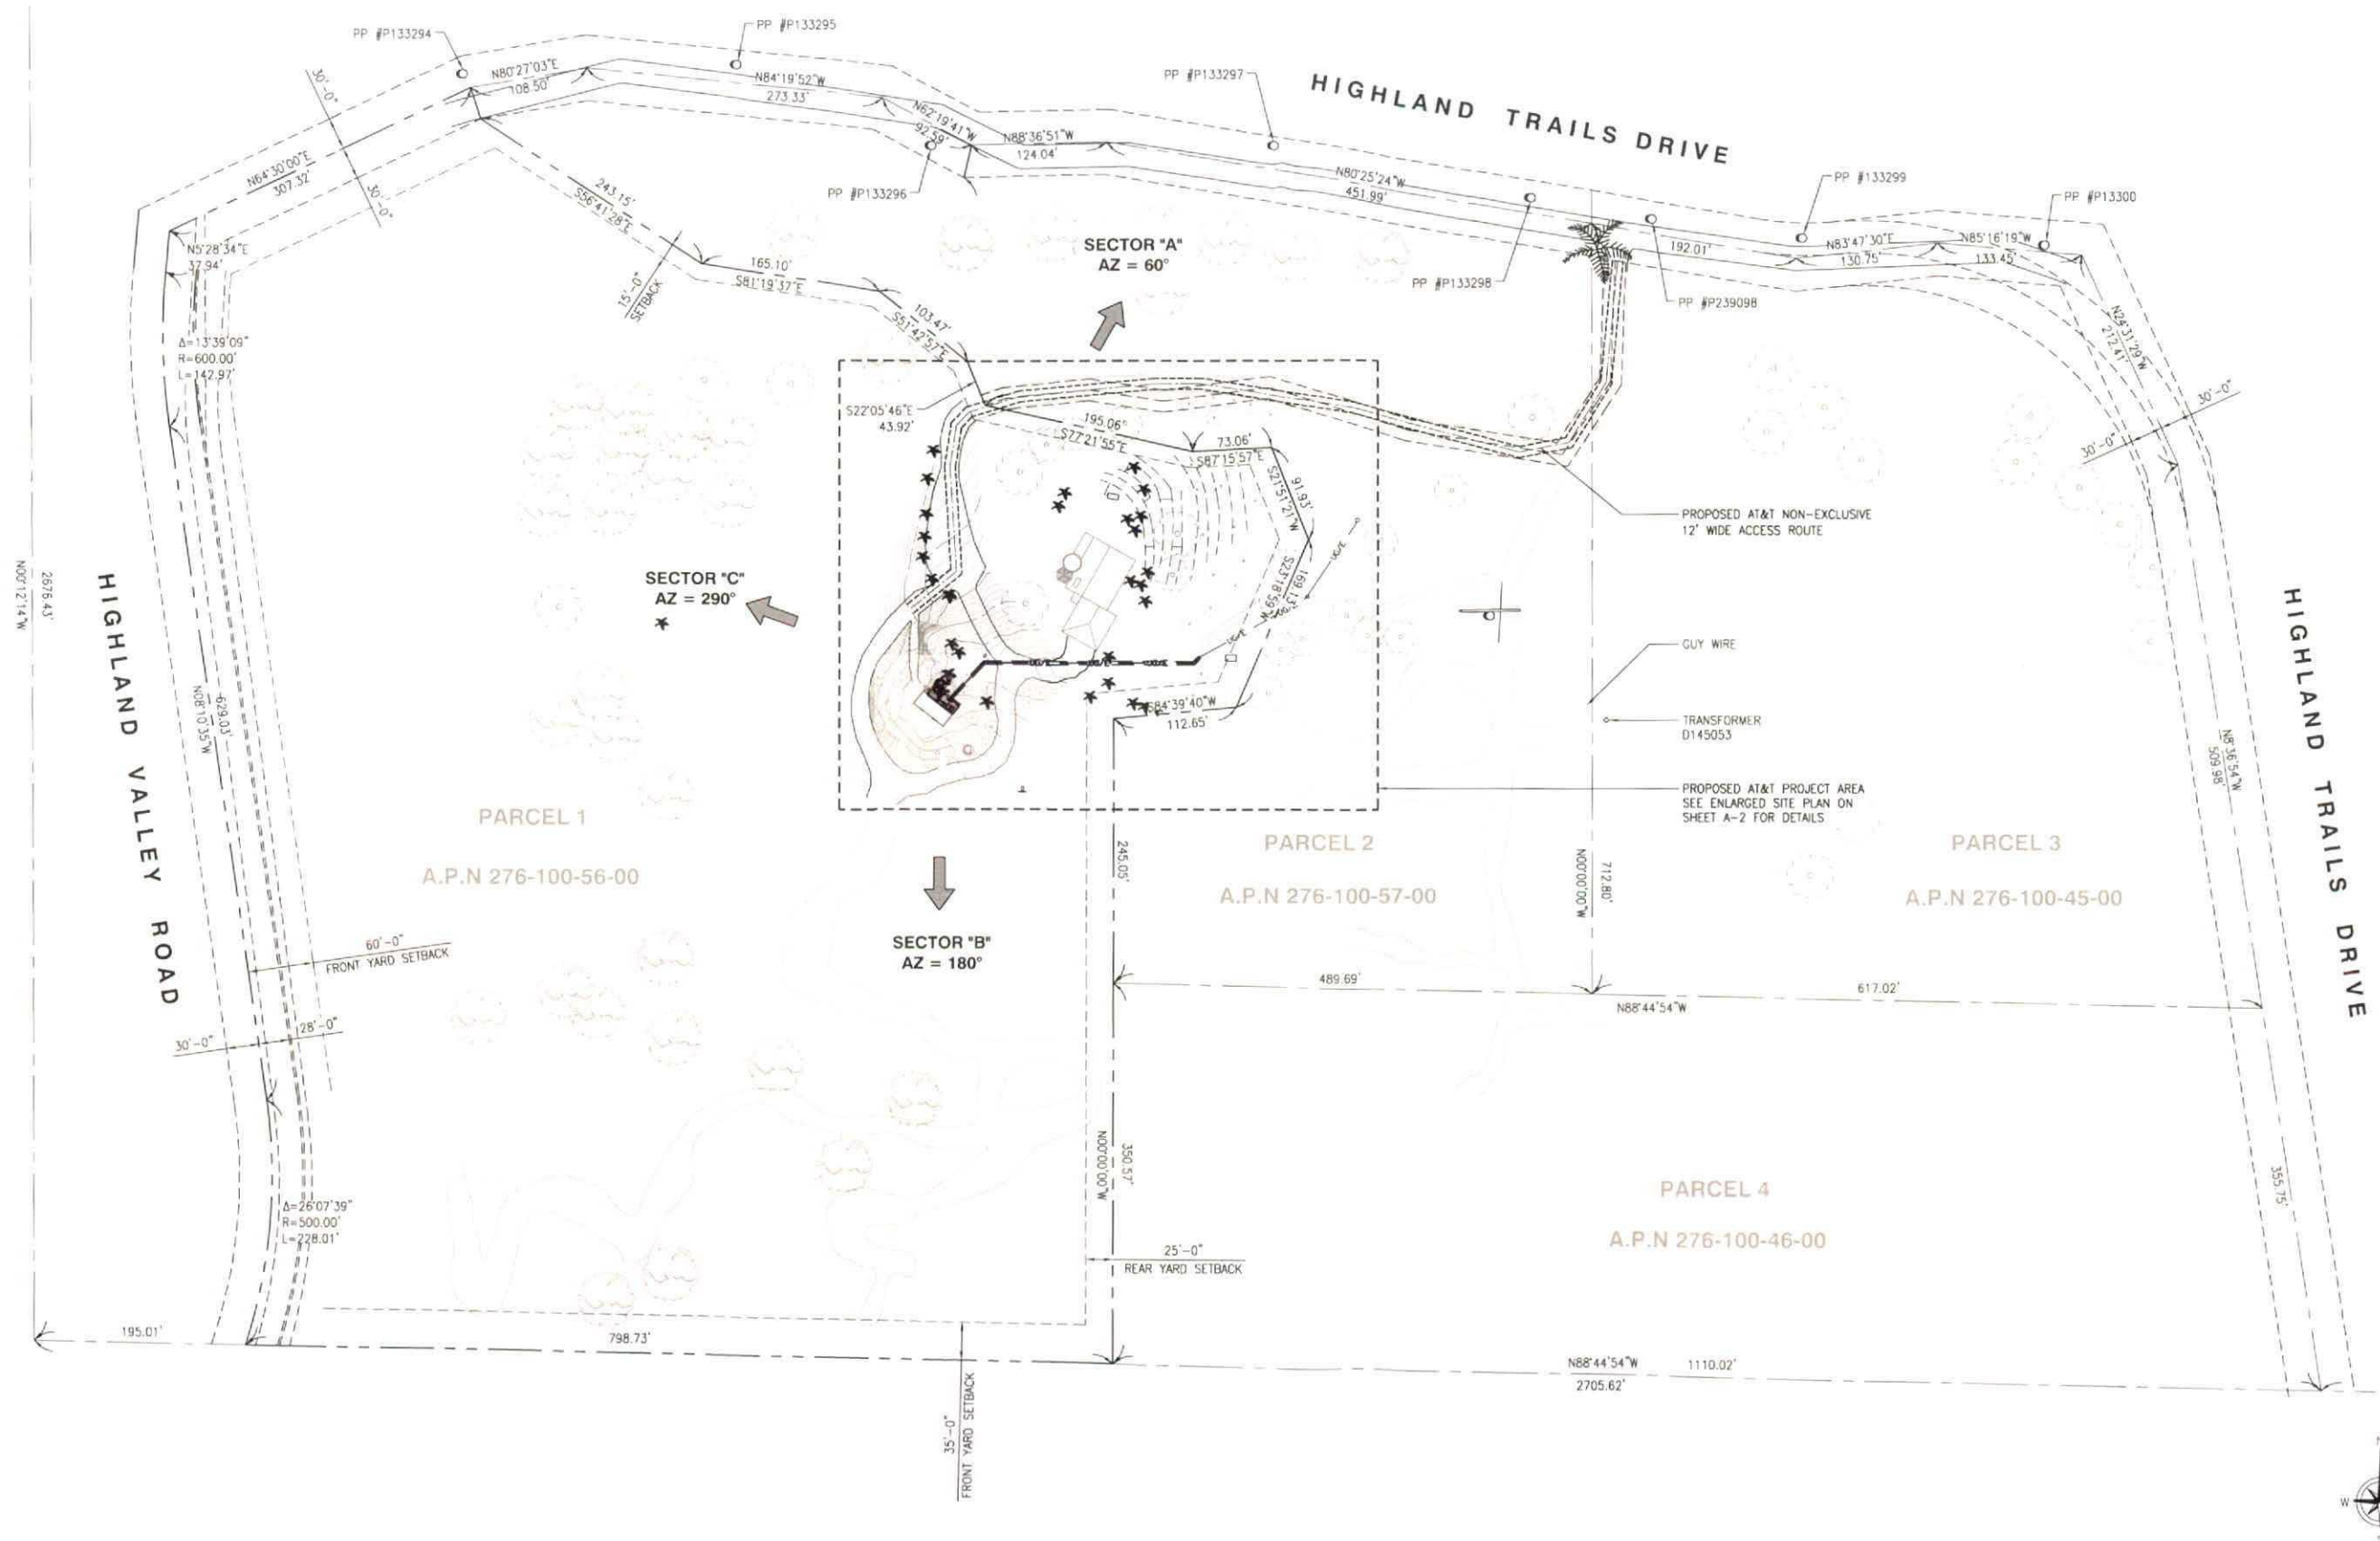 PP #P133294
PP #P133295
PP #P133297
HIGHLAND TRAILS DRIVE
30'-0"
N80°27'03"E
108.50'
N84°19'52"W
273.33'
N62°19'41"W
92.59'
N88°36'51"W
124.04'
PP #P133296
N80°25'24"W
451.99'
PP #133299
PP #P13300
N64°30'00"E
307.32'
30'-0"
243.15'
S56°41'28"E
SECTOR "A"
AZ = 60°
PP #P133298
192.01'
N83°47'30"E
130.75'
N85°16'19"W
133.45'
PP #P239098
N5°28'34"E
37.94'
165.10'
S81°19'37"E
15'-0"
SETBACK
103.47'
S51°42'57"E
N24°31'29"W
212.41'
Δ=13°39'09"
R=600.00'
L=142.97'
S22°05'46"E
43.92'
195.06'
S77°21'55"E
73.06'
S87°15'57"E
30'-0"
30'-0"
91.93'
S21°51'21"W
PROPOSED AT&T NON-EXCLUSIVE
12' WIDE ACCESS ROUTE
UG/E
169.13'
S23°18'59"W
UG/E
N00°12'14"W
2676.43'
HIGHLAND VALLEY ROAD
SECTOR "C"
AZ = 290°
HIGHLAND TRAILS DRIVE
GUY WIRE
N08°10'35"W
629.03'
S84°39'40"W
112.65'
TRANSFORMER
D145053
N8°36'54"W
509.98'
PROPOSED AT&T PROJECT AREA
SEE ENLARGED SITE PLAN ON
SHEET A-2 FOR DETAILS
PARCEL 1
A.P.N 276-100-56-00
PARCEL 2
A.P.N 276-100-57-00
PARCEL 3
A.P.N 276-100-45-00
245.05'
N00°00'00"W
712.80'
SECTOR "B"
AZ = 180°
60'-0"
FRONT YARD SETBACK
489.69'
617.02'
N88°44'54"W
30'-0"
28'-0"
N00°00'00"W
350.57'
355.75'
PARCEL 4
A.P.N 276-100-46-00
Δ=26°07'39"
R=500.00'
L=228.01'
25'-0"
REAR YARD SETBACK
195.01'
798.73'
N88°44'54"W
1110.02'
2705.62'
35'-0"
FRONT YARD SETBACK
W